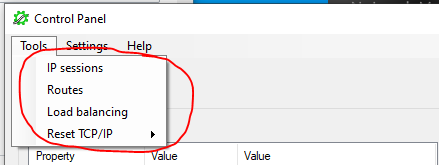 Control Panel
Tools Settings Help
IP sessions
Routes
Load balancing
Reset TCP/IP
Property Value Value